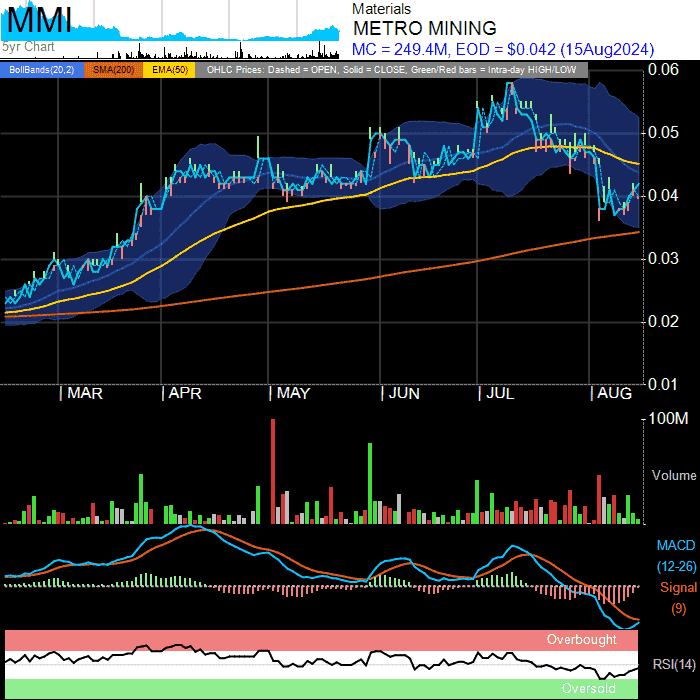 MMI
5yr Chart
Materials
METRO MINING
MC = 249.4M, EOD = $0.042 (15Aug2024)
BollBands(20,2) SMA(200) EMA(50) OHLC Prices: Dashed = OPEN, Solid = CLOSE, Green/Red bars = Intra-day HIGH/LOW
0.06
0.05
0.04
0.03
0.02
0.01
| MAR | APR | MAY | JUN | JUL | AUG
100M
Volume
MACD
(12-26)
Signal
(9)
Overbought
RSI(14)
Oversold